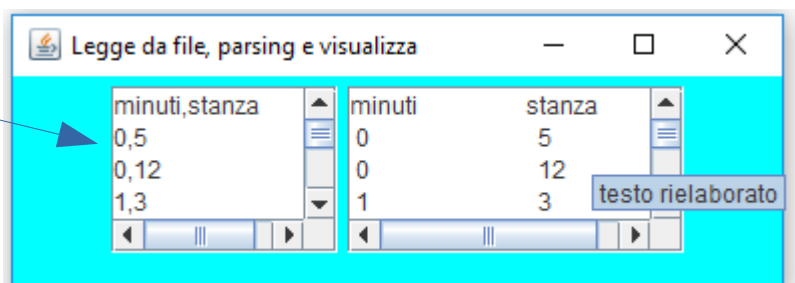 Legge da file, parsing e visualizza
minuti,stanza
0,5
0,12
1,3
minuti stanza
0 5
0 12
1 3
testo rielaborato